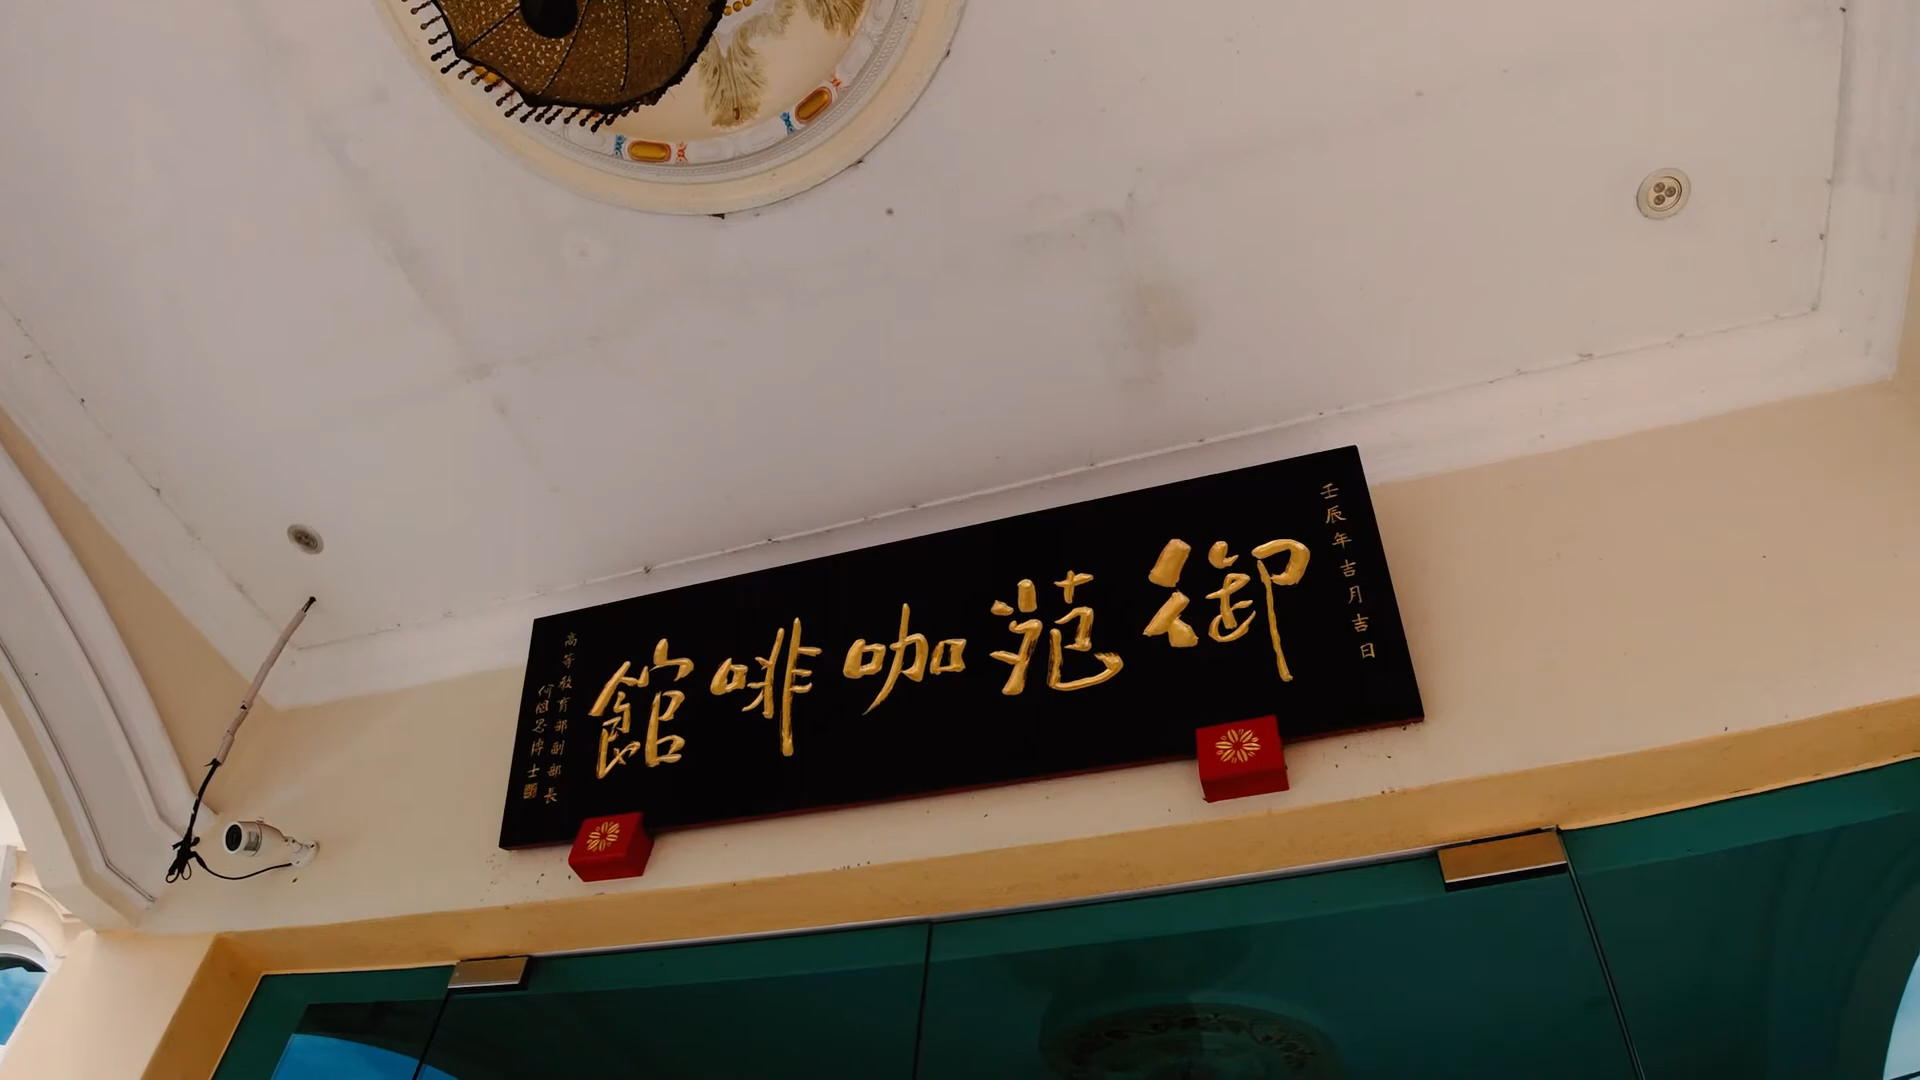 壬辰年吉月吉日
御苑咖啡館
高等教育部副部長
何國忠博士題